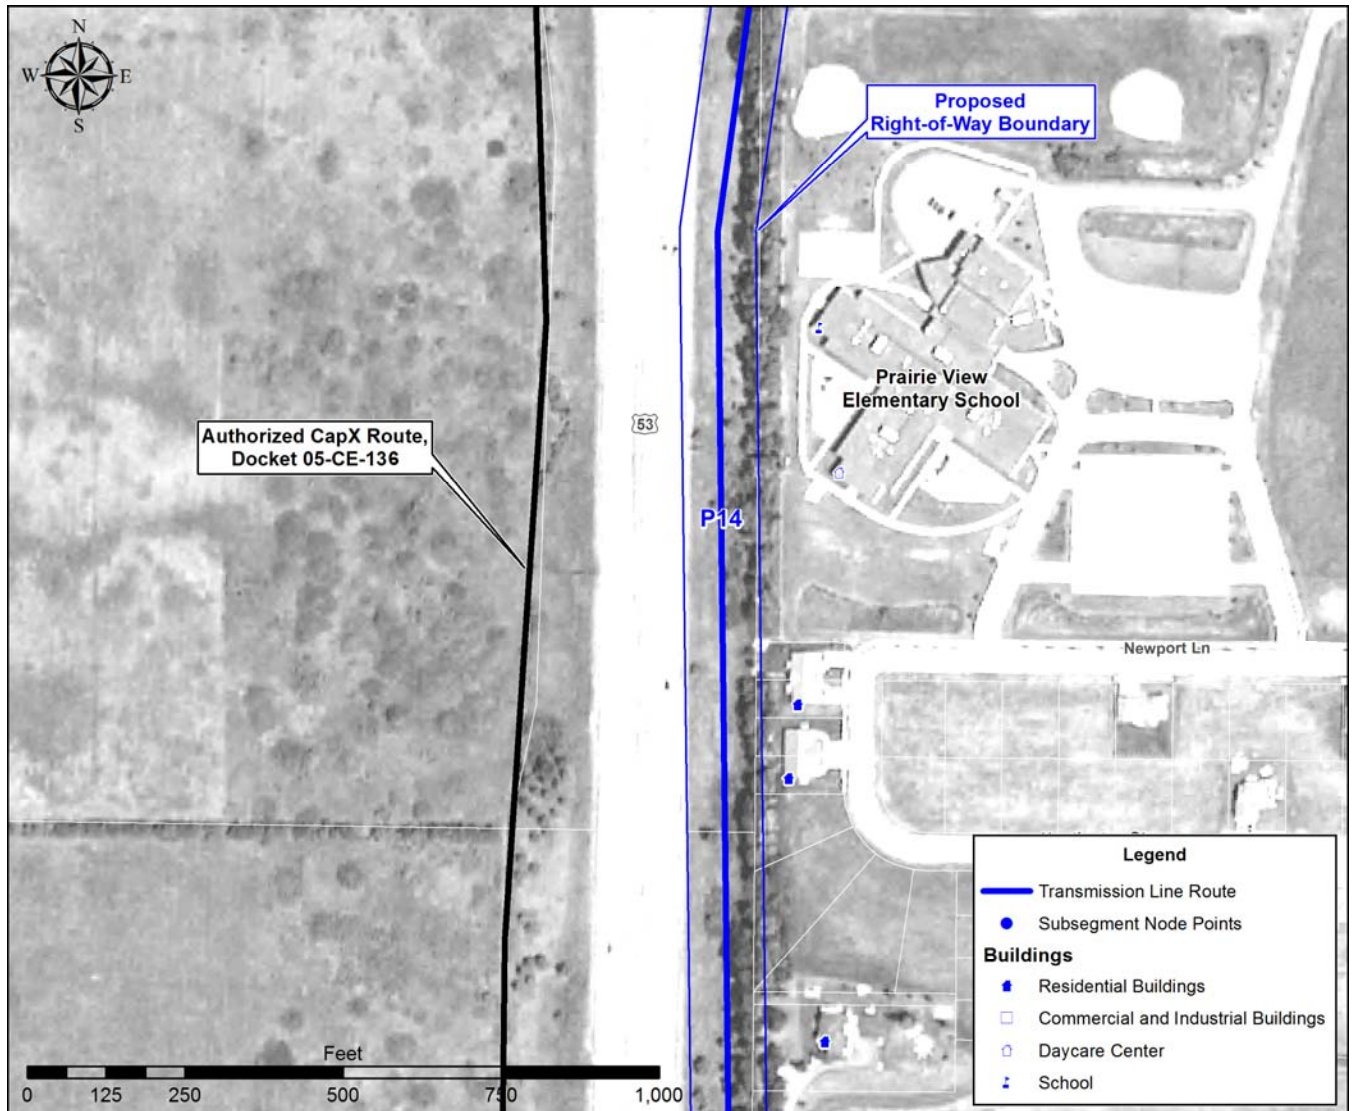 N
W E
S
Proposed
Right-of-Way Boundary
Authorized CapX Route,
Docket 05-CE-136
53
Prairie View
Elementary School
P14
Newport Ln
Legend
Transmission Line Route
Subsegment Node Points
Buildings
Residential Buildings
Commercial and Industrial Buildings
Daycare Center
School
Feet
0 125 250 500 750 1,000